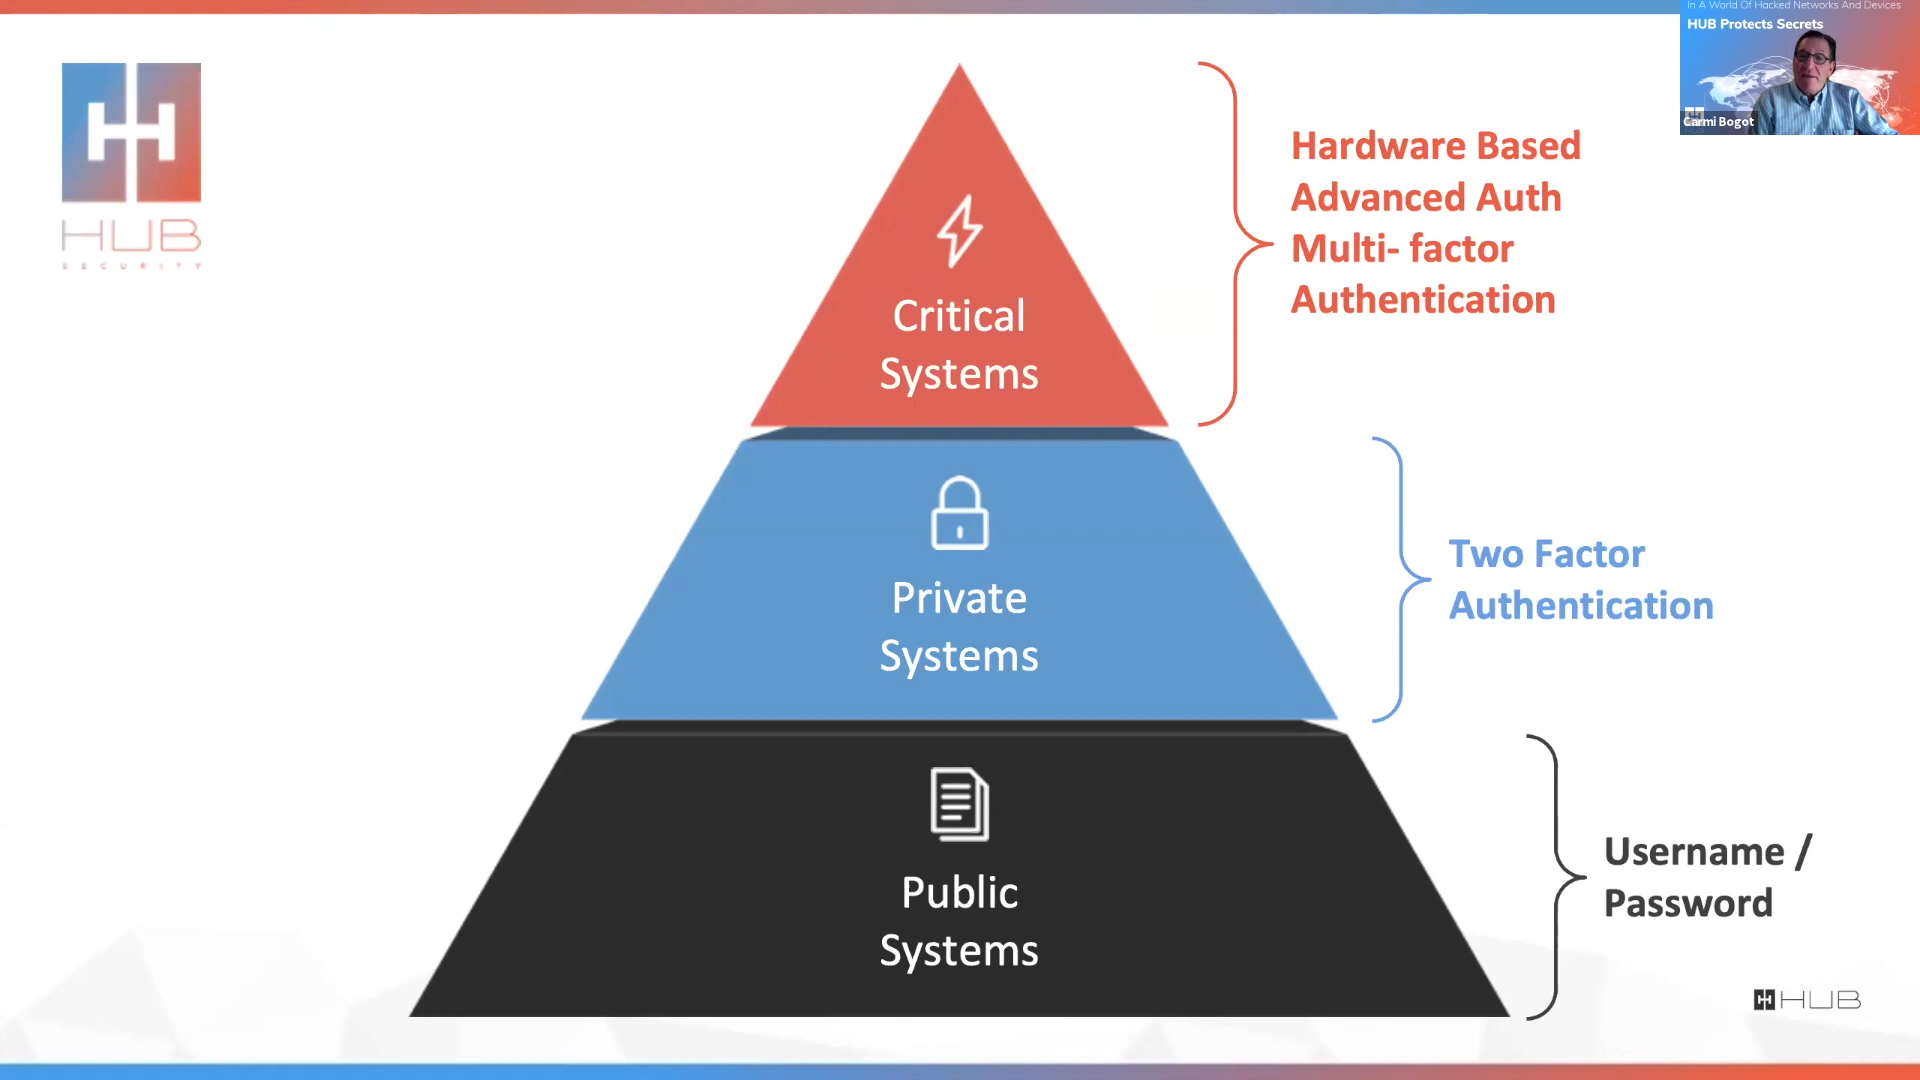 In A World Of Hacked Networks And Devices
HUB Protects Secrets
Carmi Bogot
HUB
SECURITY
Hardware Based
Advanced Auth
Multi- factor
Authentication
Critical
Systems
Two Factor
Authentication
Private
Systems
Username /
Password
Public
Systems
HUB